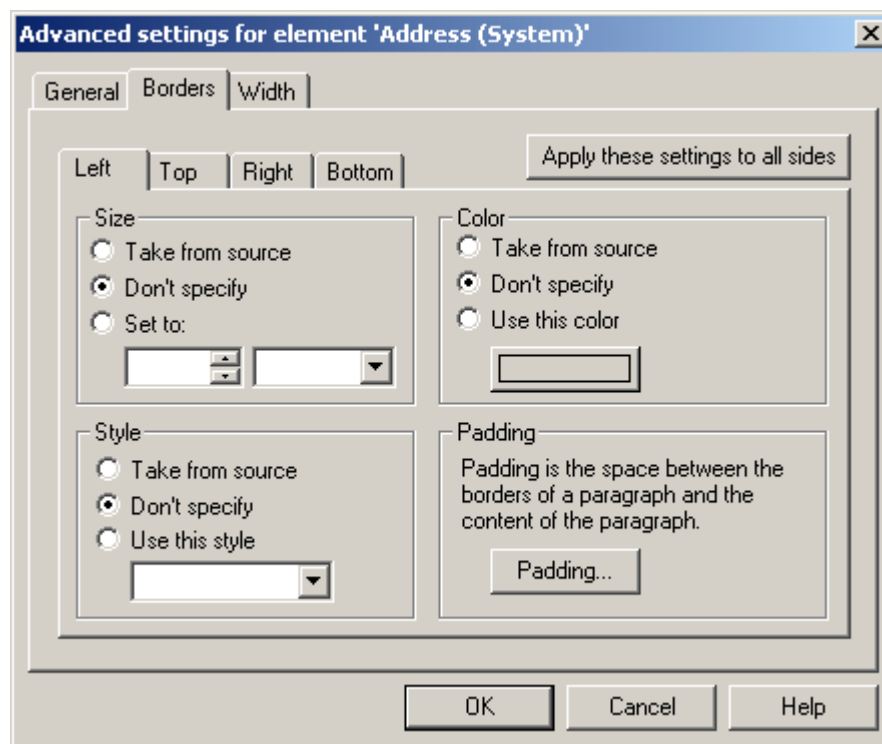 Advanced settings for element 'Address (System)'
General Borders Width
Apply these settings to all sides
Left Top Right Bottom
Size
Take from source
Don't specify
Set to:
Color
Take from source
Don't specify
Use this color
Style
Take from source
Don't specify
Use this style
Padding
Padding is the space between the
borders of a paragraph and the
content of the paragraph.
Padding...
OK Cancel Help